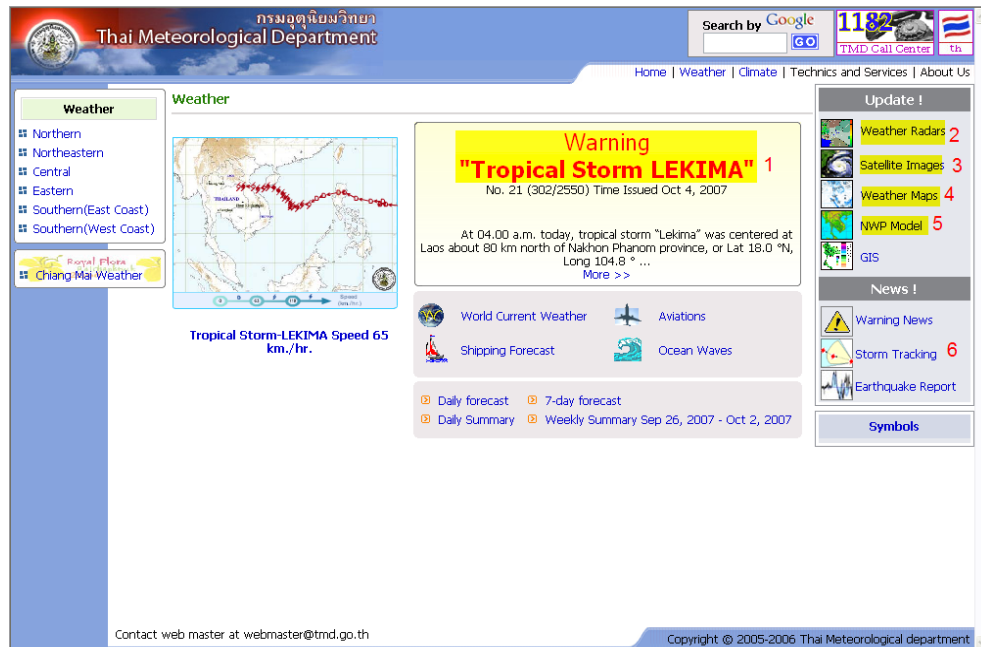 กรมอุตุนิยมวิทยา
Thai Meteorological Department
Search by Google
GO
1182
TMD Call Center
th
Home | Weather | Climate | Technics and Services | About Us
Weather
Northern
Northeastern
Central
Eastern
Southern(East Coast)
Southern(West Coast)
Royal Flora
Chiang Mai Weather
Weather
THAILAND
Tropical Storm-LEKIMA Speed 65
km./hr.
Warning
"Tropical Storm LEKIMA" 1
No. 21 (302/2550) Time Issued Oct 4, 2007
At 04.00 a.m. today, tropical storm "Lekima" was centered at
Laos about 80 km north of Nakhon Phanom province, or Lat 18.0 °N,
Long 104.8 ° ...
More >>
World Current Weather
Aviations
Shipping Forecast
Ocean Waves
Daily forecast
7-day forecast
Daily Summary
Weekly Summary Sep 26, 2007 - Oct 2, 2007
Update !
Weather Radars 2
Satellite Images 3
Weather Maps 4
NWP Model 5
GIS
News !
Warning News
Storm Tracking 6
Earthquake Report
Symbols
Contact web master at webmaster@tmd.go.th
Copyright @ 2005-2006 Thai Meteorological department